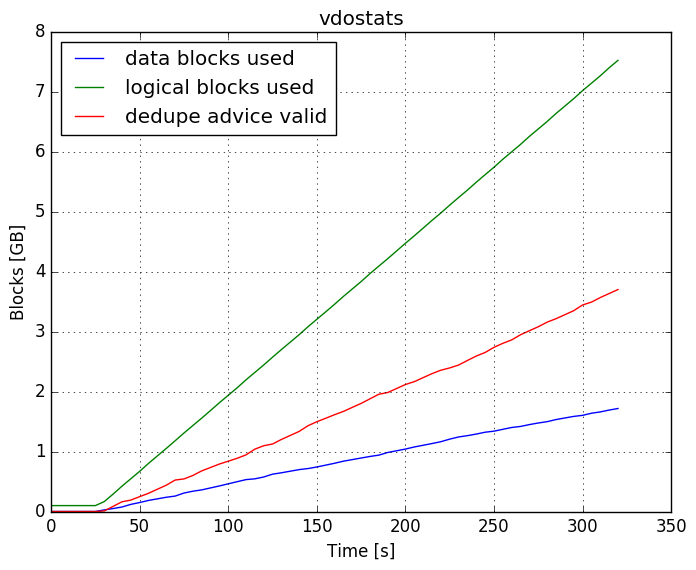 vdostats
data blocks used
logical blocks used
dedupe advice valid
Blocks [GB]
8
7
6
5
4
3
2
1
0
0 50 100 150 200 250 300 350
Time [s]